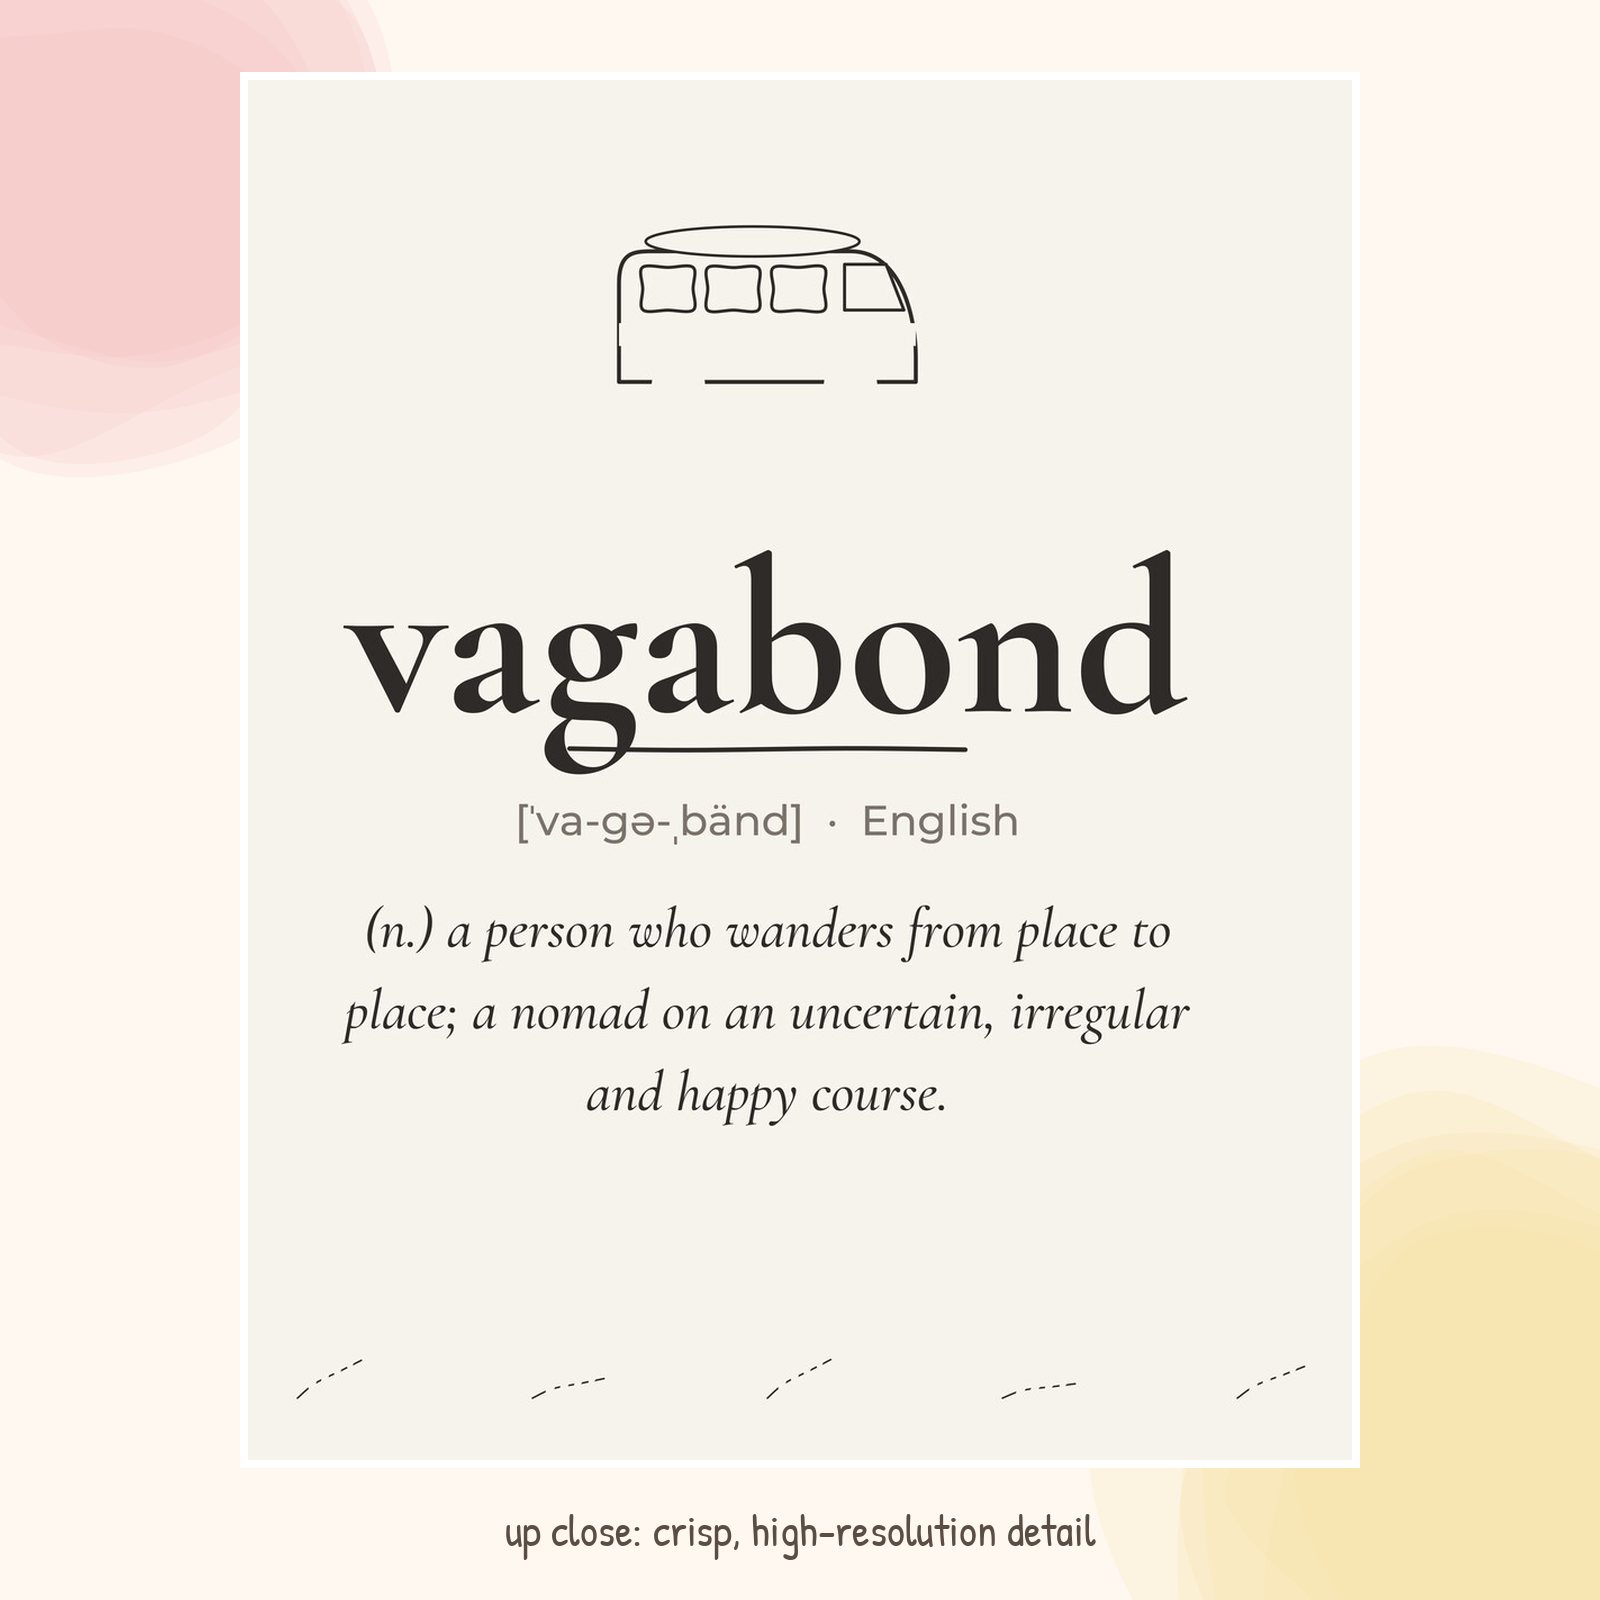 vagabond
[ˈva-gə-ˌbänd] · English
(n.) a person who wanders from place to
place; a nomad on an uncertain, irregular
and happy course.
up close: crisp, high-resolution detail